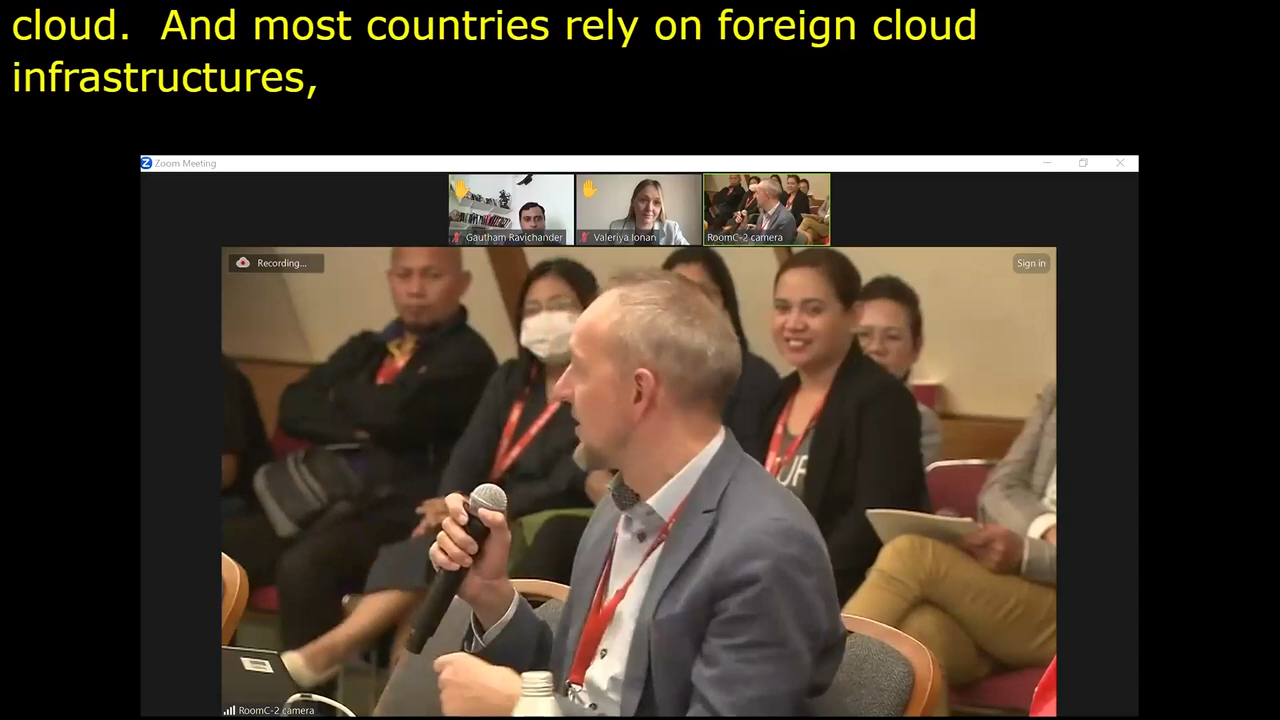 cloud.  And most countries rely on foreign cloud
infrastructures,
Zoom Meeting
Gautham Ravichander
Valeriya Ionan
RoomC-2 camera
Recording...
Sign in
RoomC-2 camera